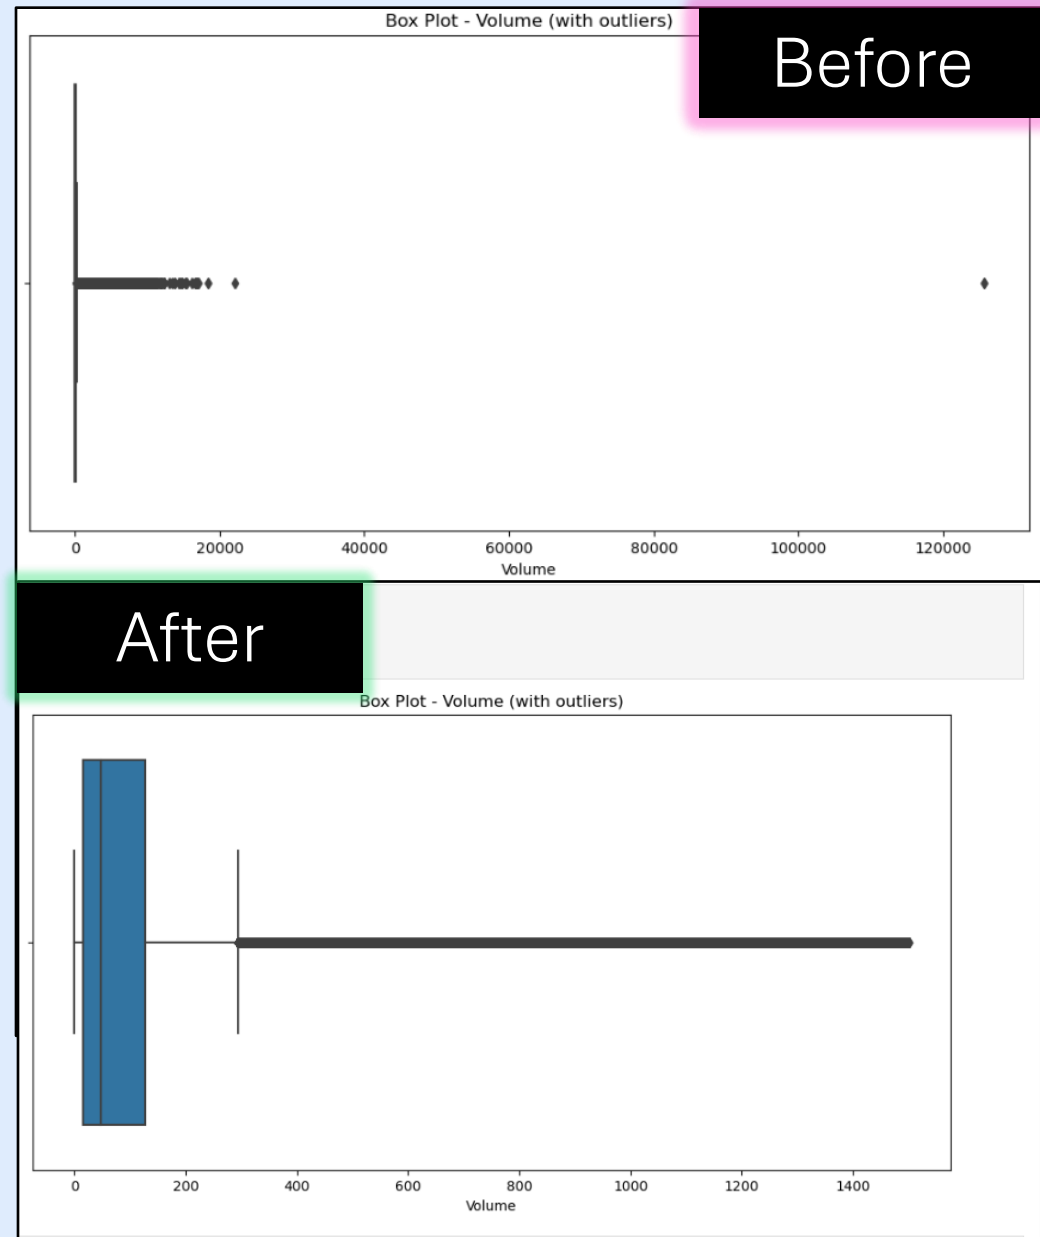 Box Plot - Volume (with outliers)
Before
0 20000 40000 60000 80000 100000 120000
Volume
After
Box Plot - Volume (with outliers)
0 200 400 600 800 1000 1200 1400
Volume